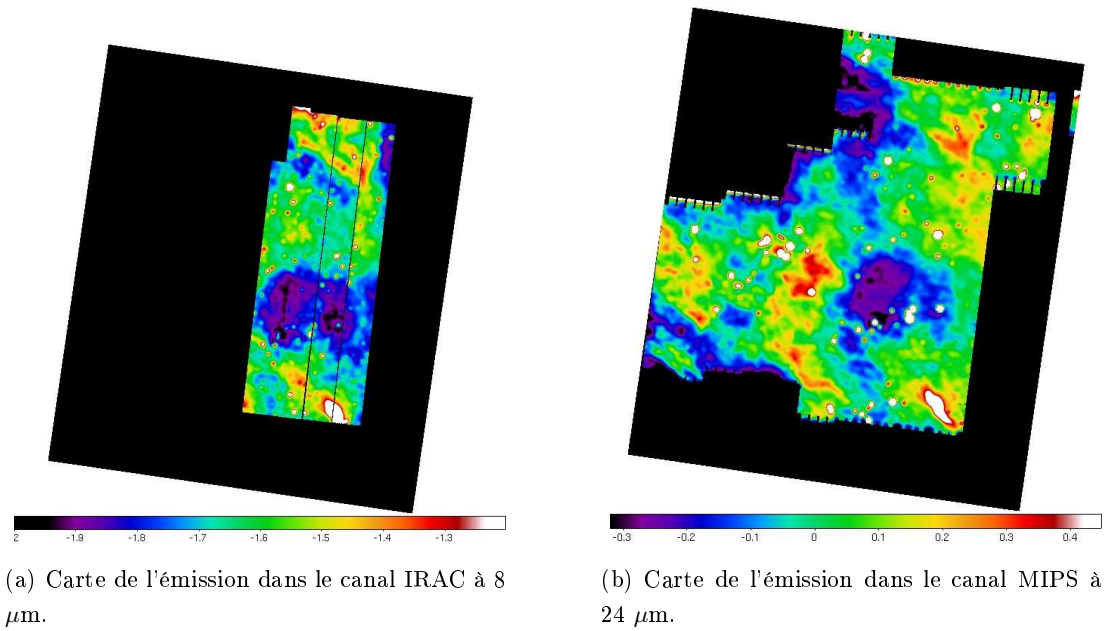 2 -1.9 -1.8 -1.7 -1.6 -1.5 -1.4 -1.3
-0.3 -0.2 -0.1 0 0.1 0.2 0.3 0.4
(a) Carte de l'émission dans le canal IRAC à 8
μm.
(b) Carte de l'émission dans le canal MIPS à
24 μm.